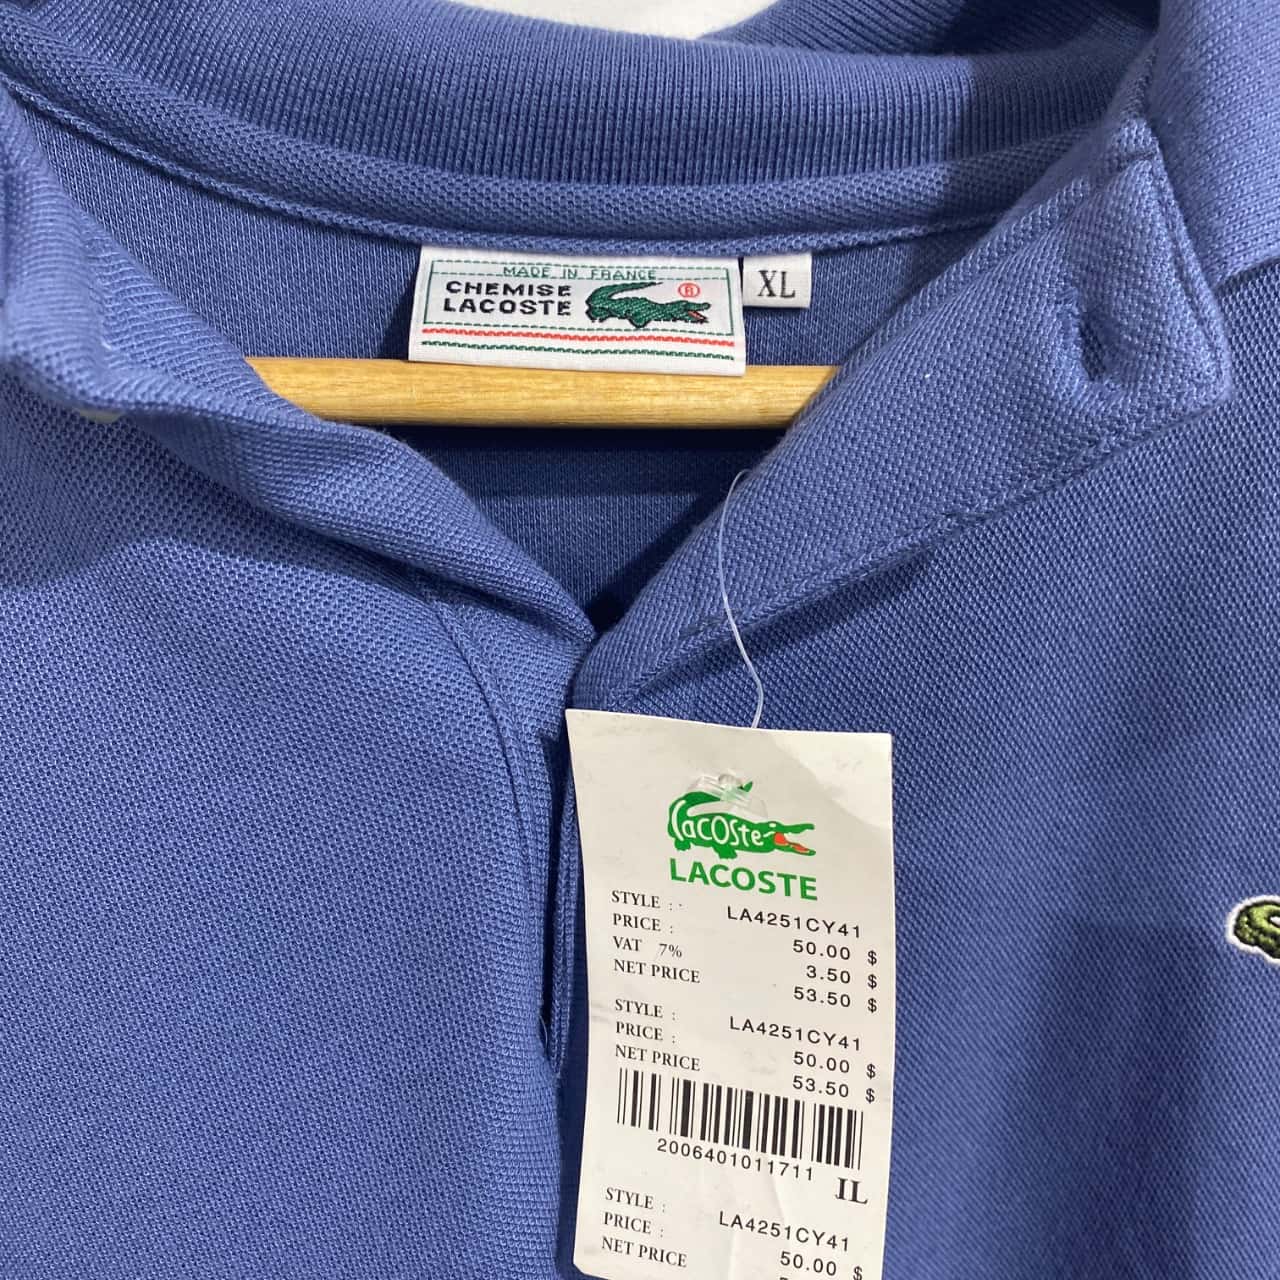 MADE IN FRANCE
CHEMISE
LACOSTE
®
XL
Lacoste
LACOSTE
STYLE : LA4251CY41
PRICE : 50.00 $
VAT 7% 3.50 $
NET PRICE 53.50 $
STYLE : LA4251CY41
PRICE : 50.00 $
NET PRICE 53.50 $
2006401011711
STYLE : LA4251CY41
PRICE : 50.00 $
NET PRICE